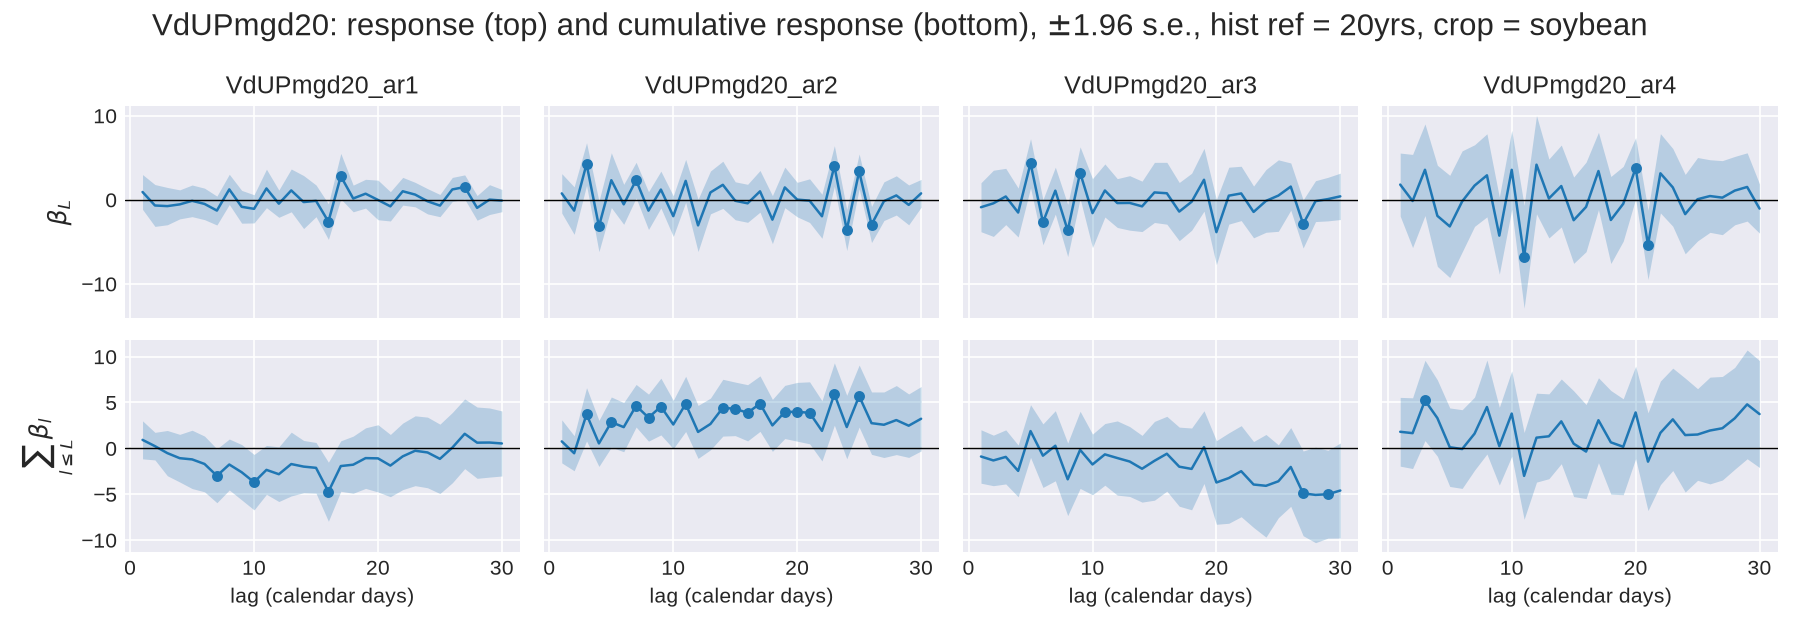 VdUPmgd20: response (top) and cumulative response (bottom), ±1.96 s.e., hist ref = 20yrs, crop = soybean
VdUPmgd20_ar1 VdUPmgd20_ar2 VdUPmgd20_ar3 VdUPmgd20_ar4
10
0
−10
β_L
10
5
0
−5
−10
∑_{l ≤ L} β_l
0 10 20 30 0 10 20 30 0 10 20 30 0 10 20 30
lag (calendar days) lag (calendar days) lag (calendar days) lag (calendar days)